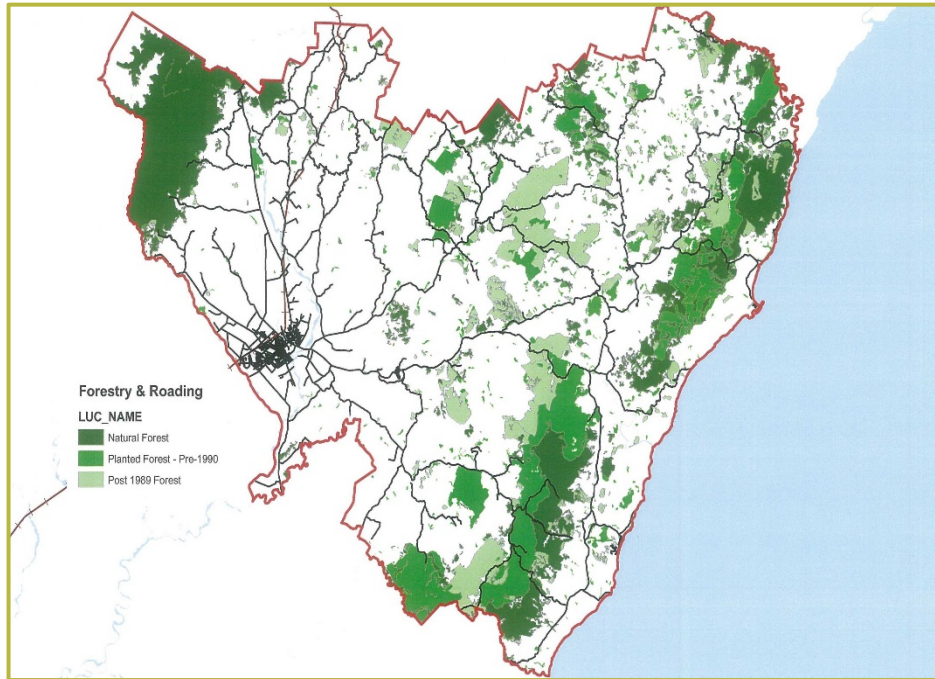 Forestry & Roading
LUC_NAME
Natural Forest
Planted Forest - Pre-1990
Post 1989 Forest